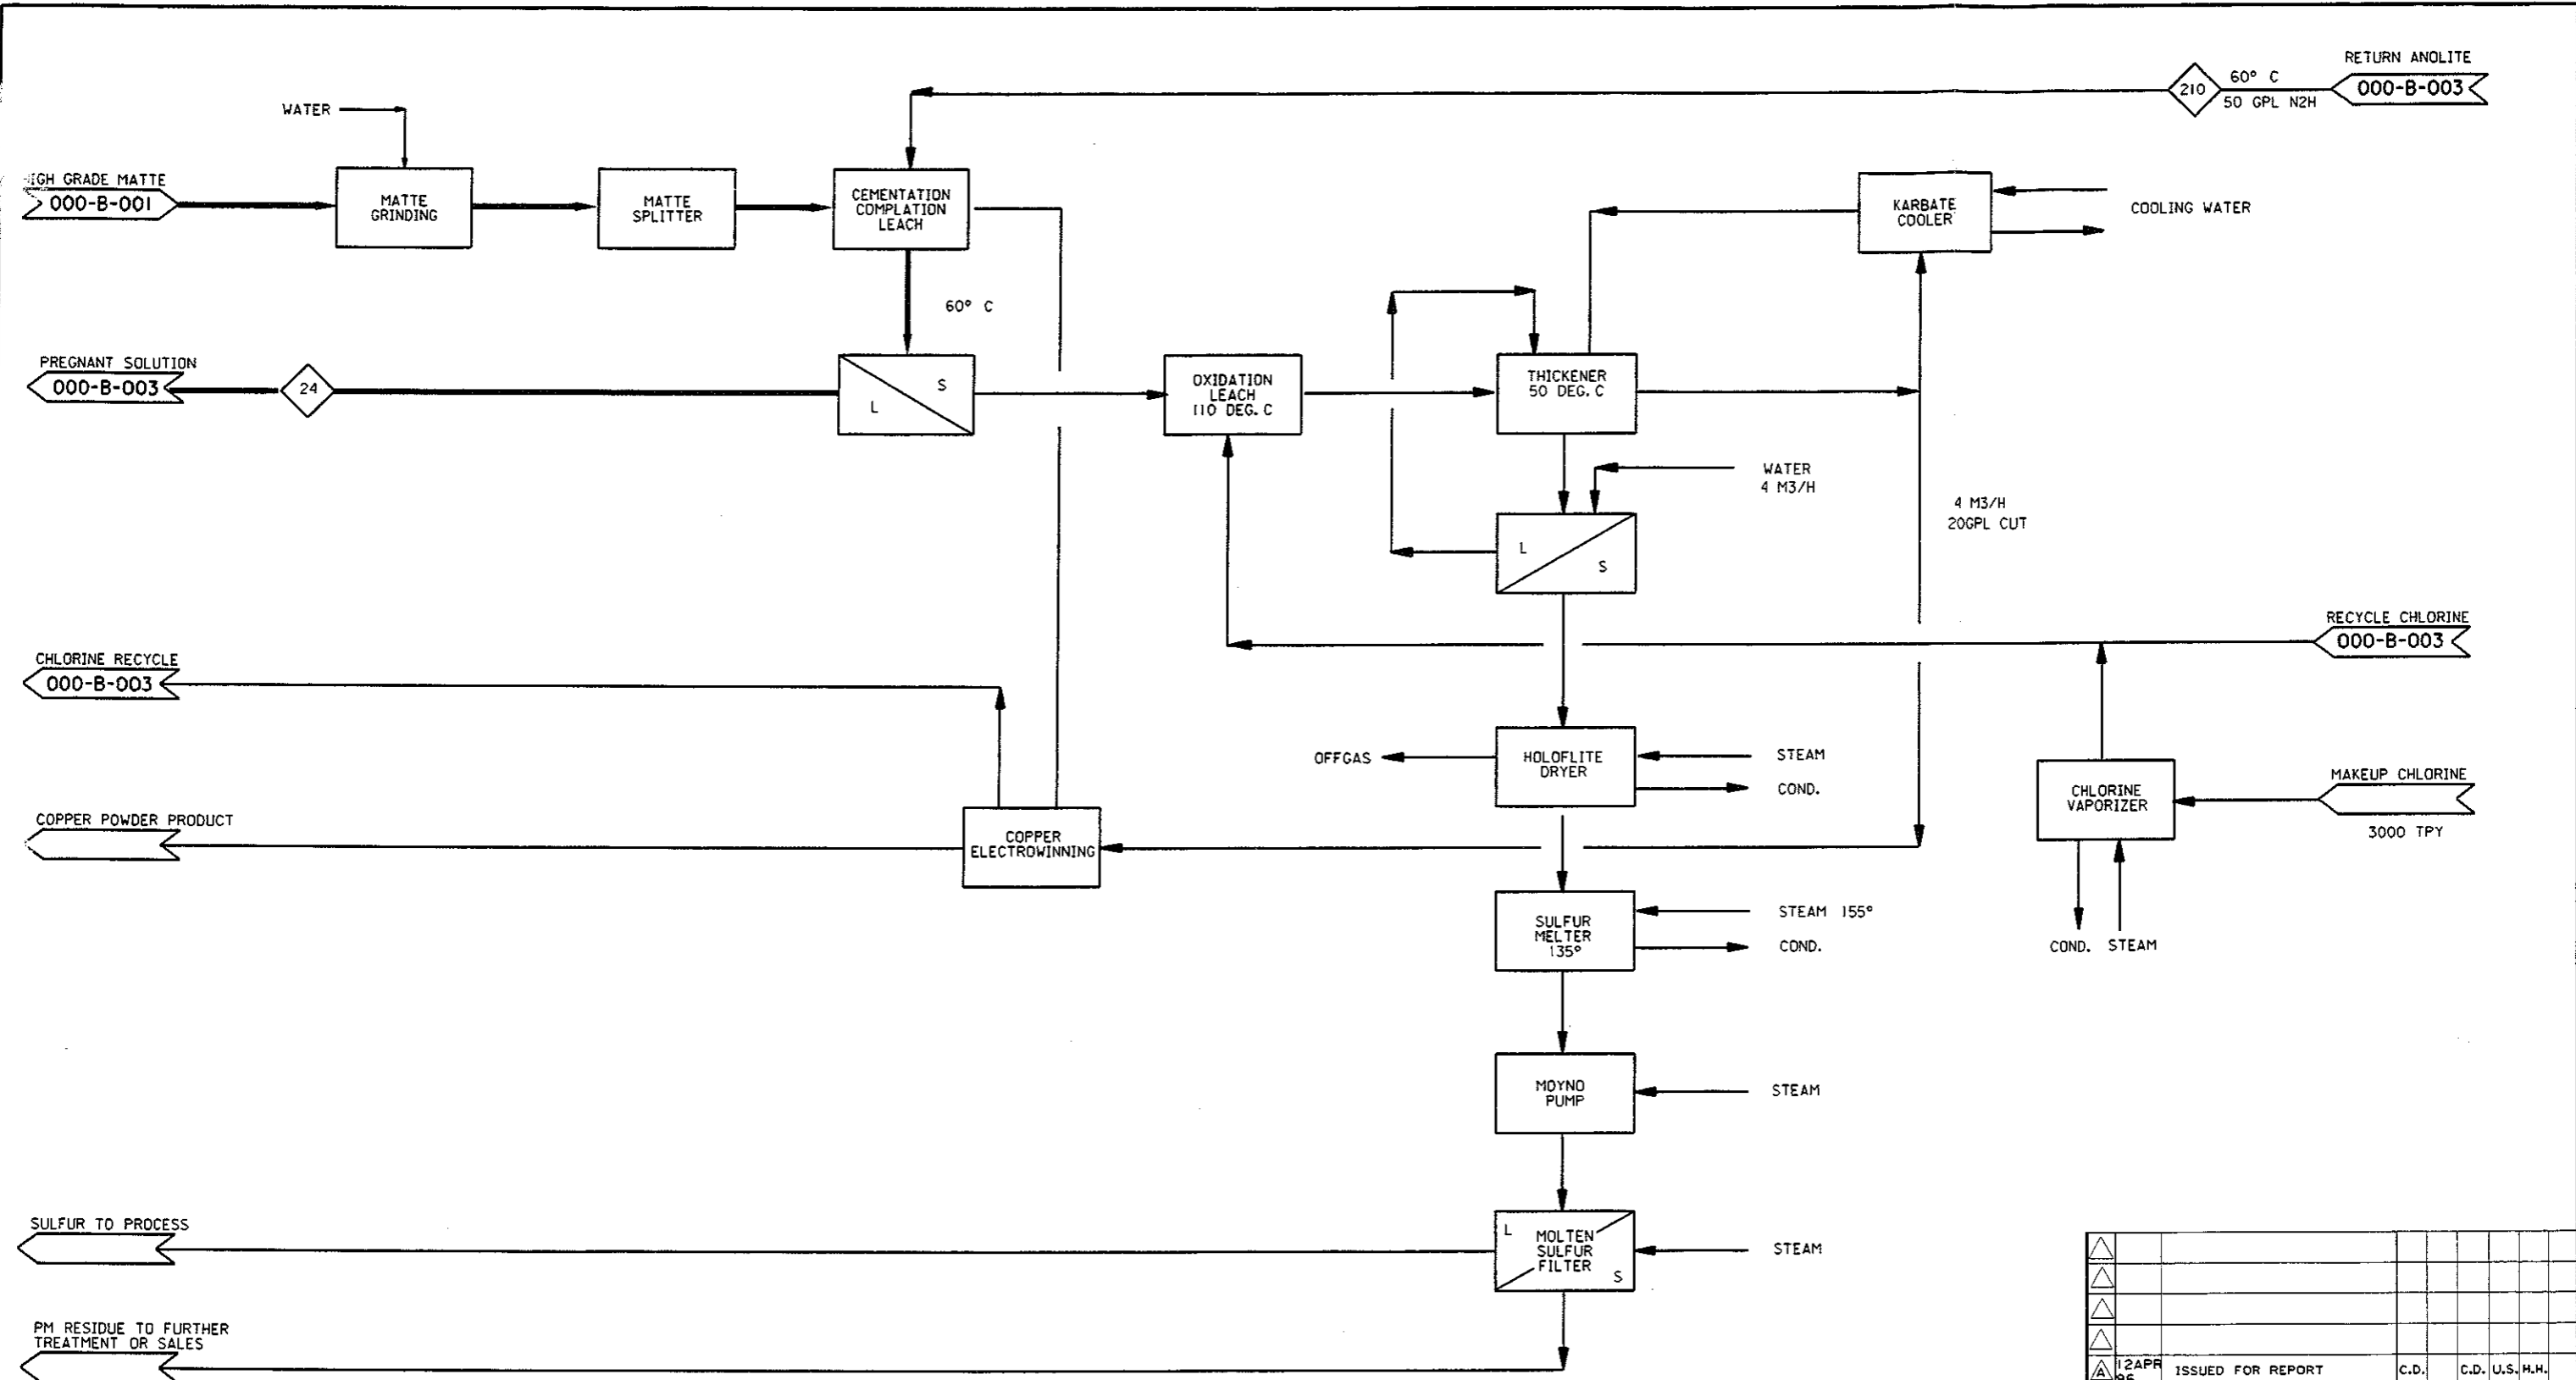 RETURN ANOLITE
60° C
210
000-B-003
50 GPL N2H
WATER
HIGH GRADE MATTE
000-B-001
MATTE
GRINDING
MATTE
SPLITTER
CEMENTATION
COMPLATION
LEACH
KARBATE
COOLER
COOLING WATER
60° C
PREGNANT SOLUTION
000-B-003
24
L
S
OXIDATION
LEACH
110 DEG. C
THICKENER
50 DEG. C
WATER
4 M3/H
4 M3/H
20GPL CUT
L
S
RECYCLE CHLORINE
000-B-003
CHLORINE RECYCLE
000-B-003
OFFGAS
HOLOFLITE
DRYER
STEAM
COND.
CHLORINE
VAPORIZER
MAKEUP CHLORINE
3000 TPY
COPPER POWDER PRODUCT
COPPER
ELECTROWINNING
SULFUR
MELTER
135°
STEAM 155°
COND.
COND. STEAM
MOYNO
PUMP
STEAM
SULFUR TO PROCESS
L
MOLTEN
SULFUR
FILTER
S
STEAM
PM RESIDUE TO FURTHER
TREATMENT OR SALES
A 12APR ISSUED FOR REPORT C.D. C.D. U.S. H.H.